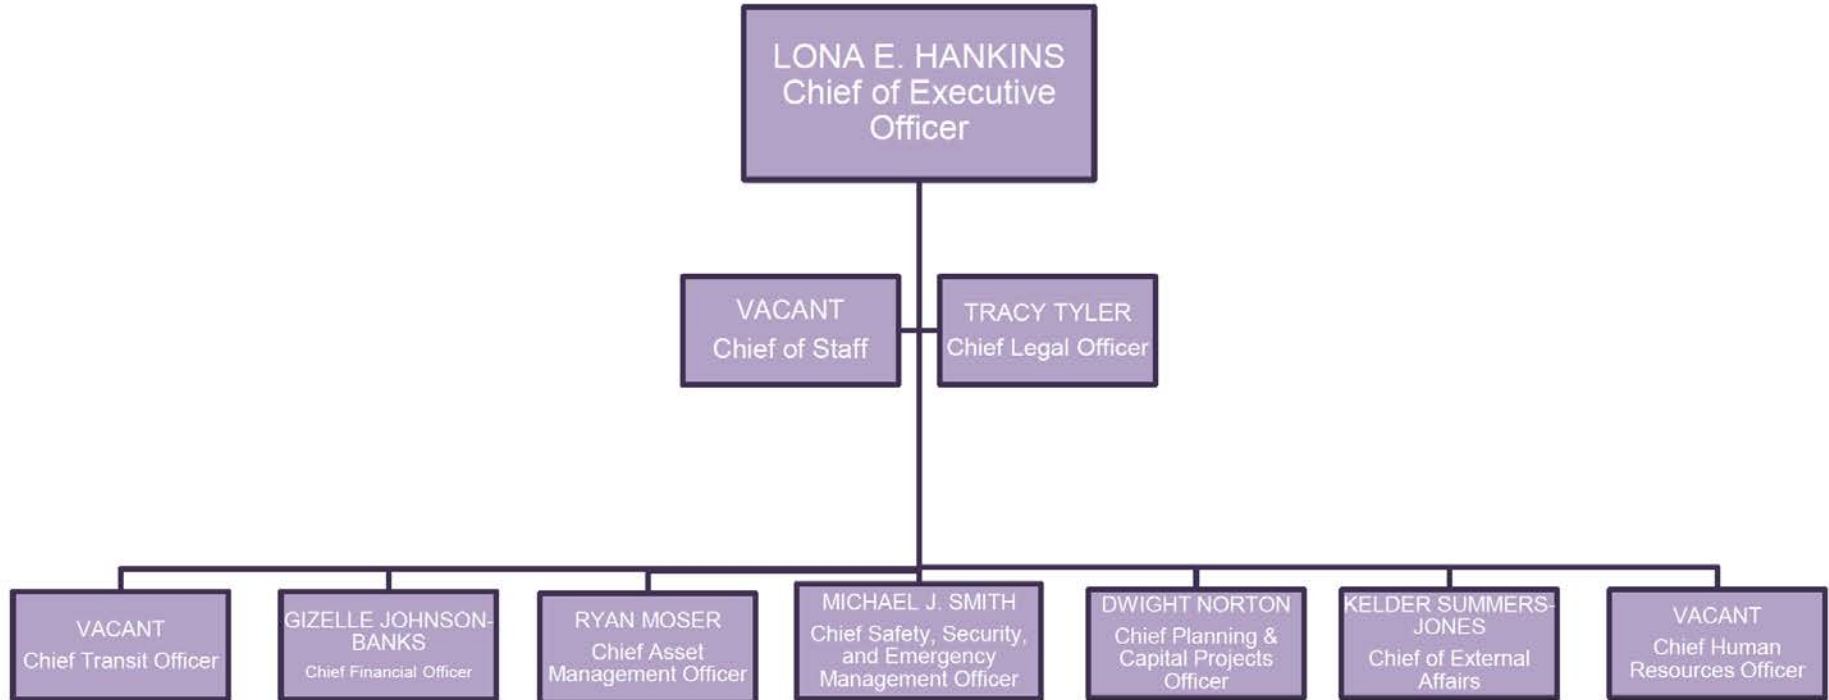 LONA E. HANKINS
Chief of Executive
Officer
VACANT
Chief of Staff
TRACY TYLER
Chief Legal Officer
VACANT
Chief Transit Officer
GIZELLE JOHNSON-
BANKS
Chief Financial Officer
RYAN MOSER
Chief Asset
Management Officer
MICHAEL J. SMITH
Chief Safety, Security,
and Emergency
Management Officer
DWIGHT NORTON
Chief Planning &
Capital Projects
Officer
KELDER SUMMERS-
JONES
Chief of External
Affairs
VACANT
Chief Human
Resources Officer